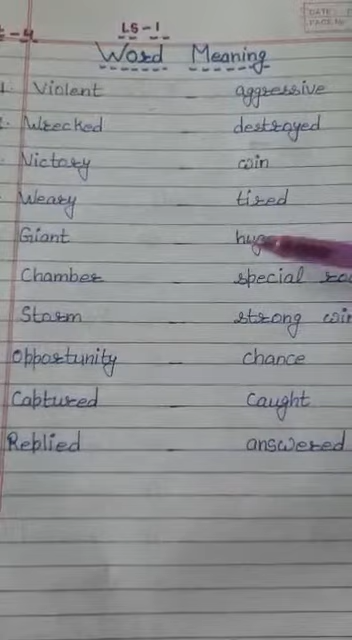 LS-1
Word Meaning
Violent - aggressive
Wrecked - destroyed
Victory - win
Weary - tired
Giant - 
Chamber - special
Storm - strong
Opportunity - chance
Captured - Caught
Replied - answered